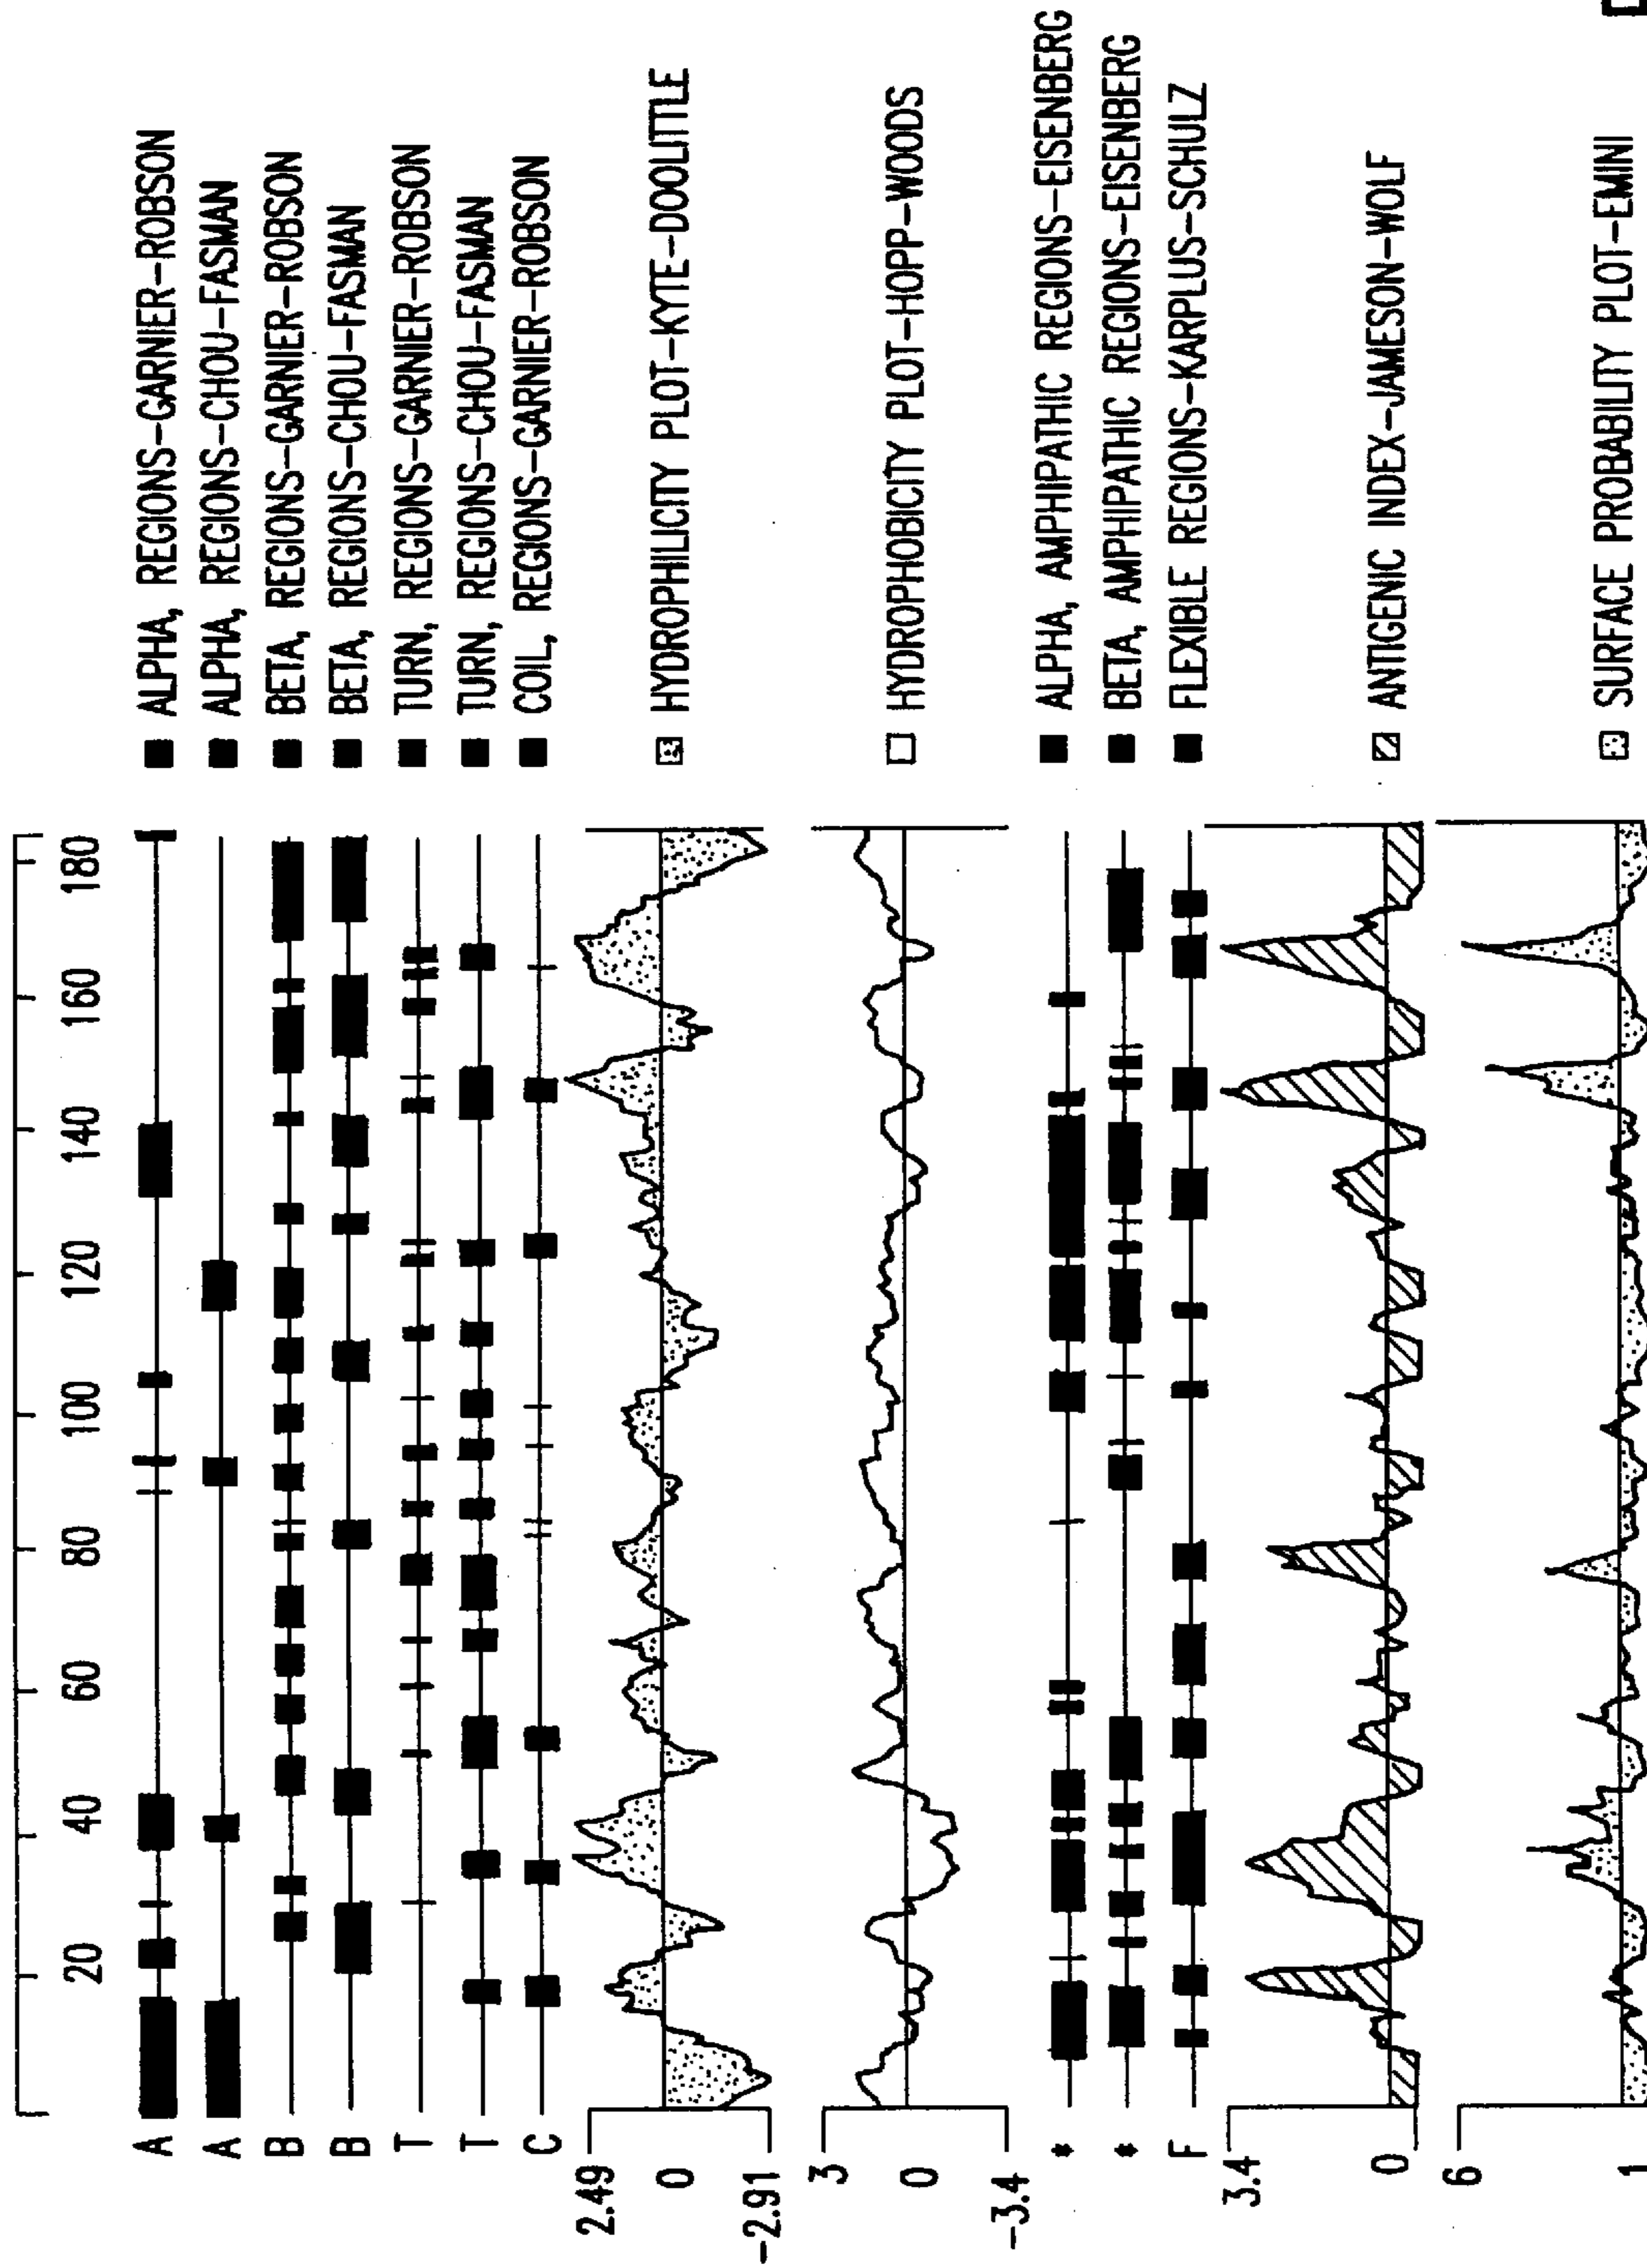 20 40 60 80 100 120 140 160 180
A ALPHA, REGIONS-GARNIER-ROBSON
A ALPHA, REGIONS-CHOU-FASMAN
B BETA, REGIONS-GARNIER-ROBSON
B BETA, REGIONS-CHOU-FASMAN
T TURN, REGIONS-GARNIER-ROBSON
T TURN, REGIONS-CHOU-FASMAN
C COIL, REGIONS-GARNIER-ROBSON
2.49
0 HYDROPHILICITY PLOT-KYTE-DOOLITTLE
-2.91
3
0 HYDROPHOBICITY PLOT-HOPP-WOODS
-3.4
* ALPHA, AMPHIPATHIC REGIONS-EISENBERG
* BETA, AMPHIPATHIC REGIONS-EISENBERG
F FLEXIBLE REGIONS-KARPLUS-SCHULZ
3.4
0 ANTIGENIC INDEX-JAMESON-WOLF
6
1 SURFACE PROBABILITY PLOT-EMINI